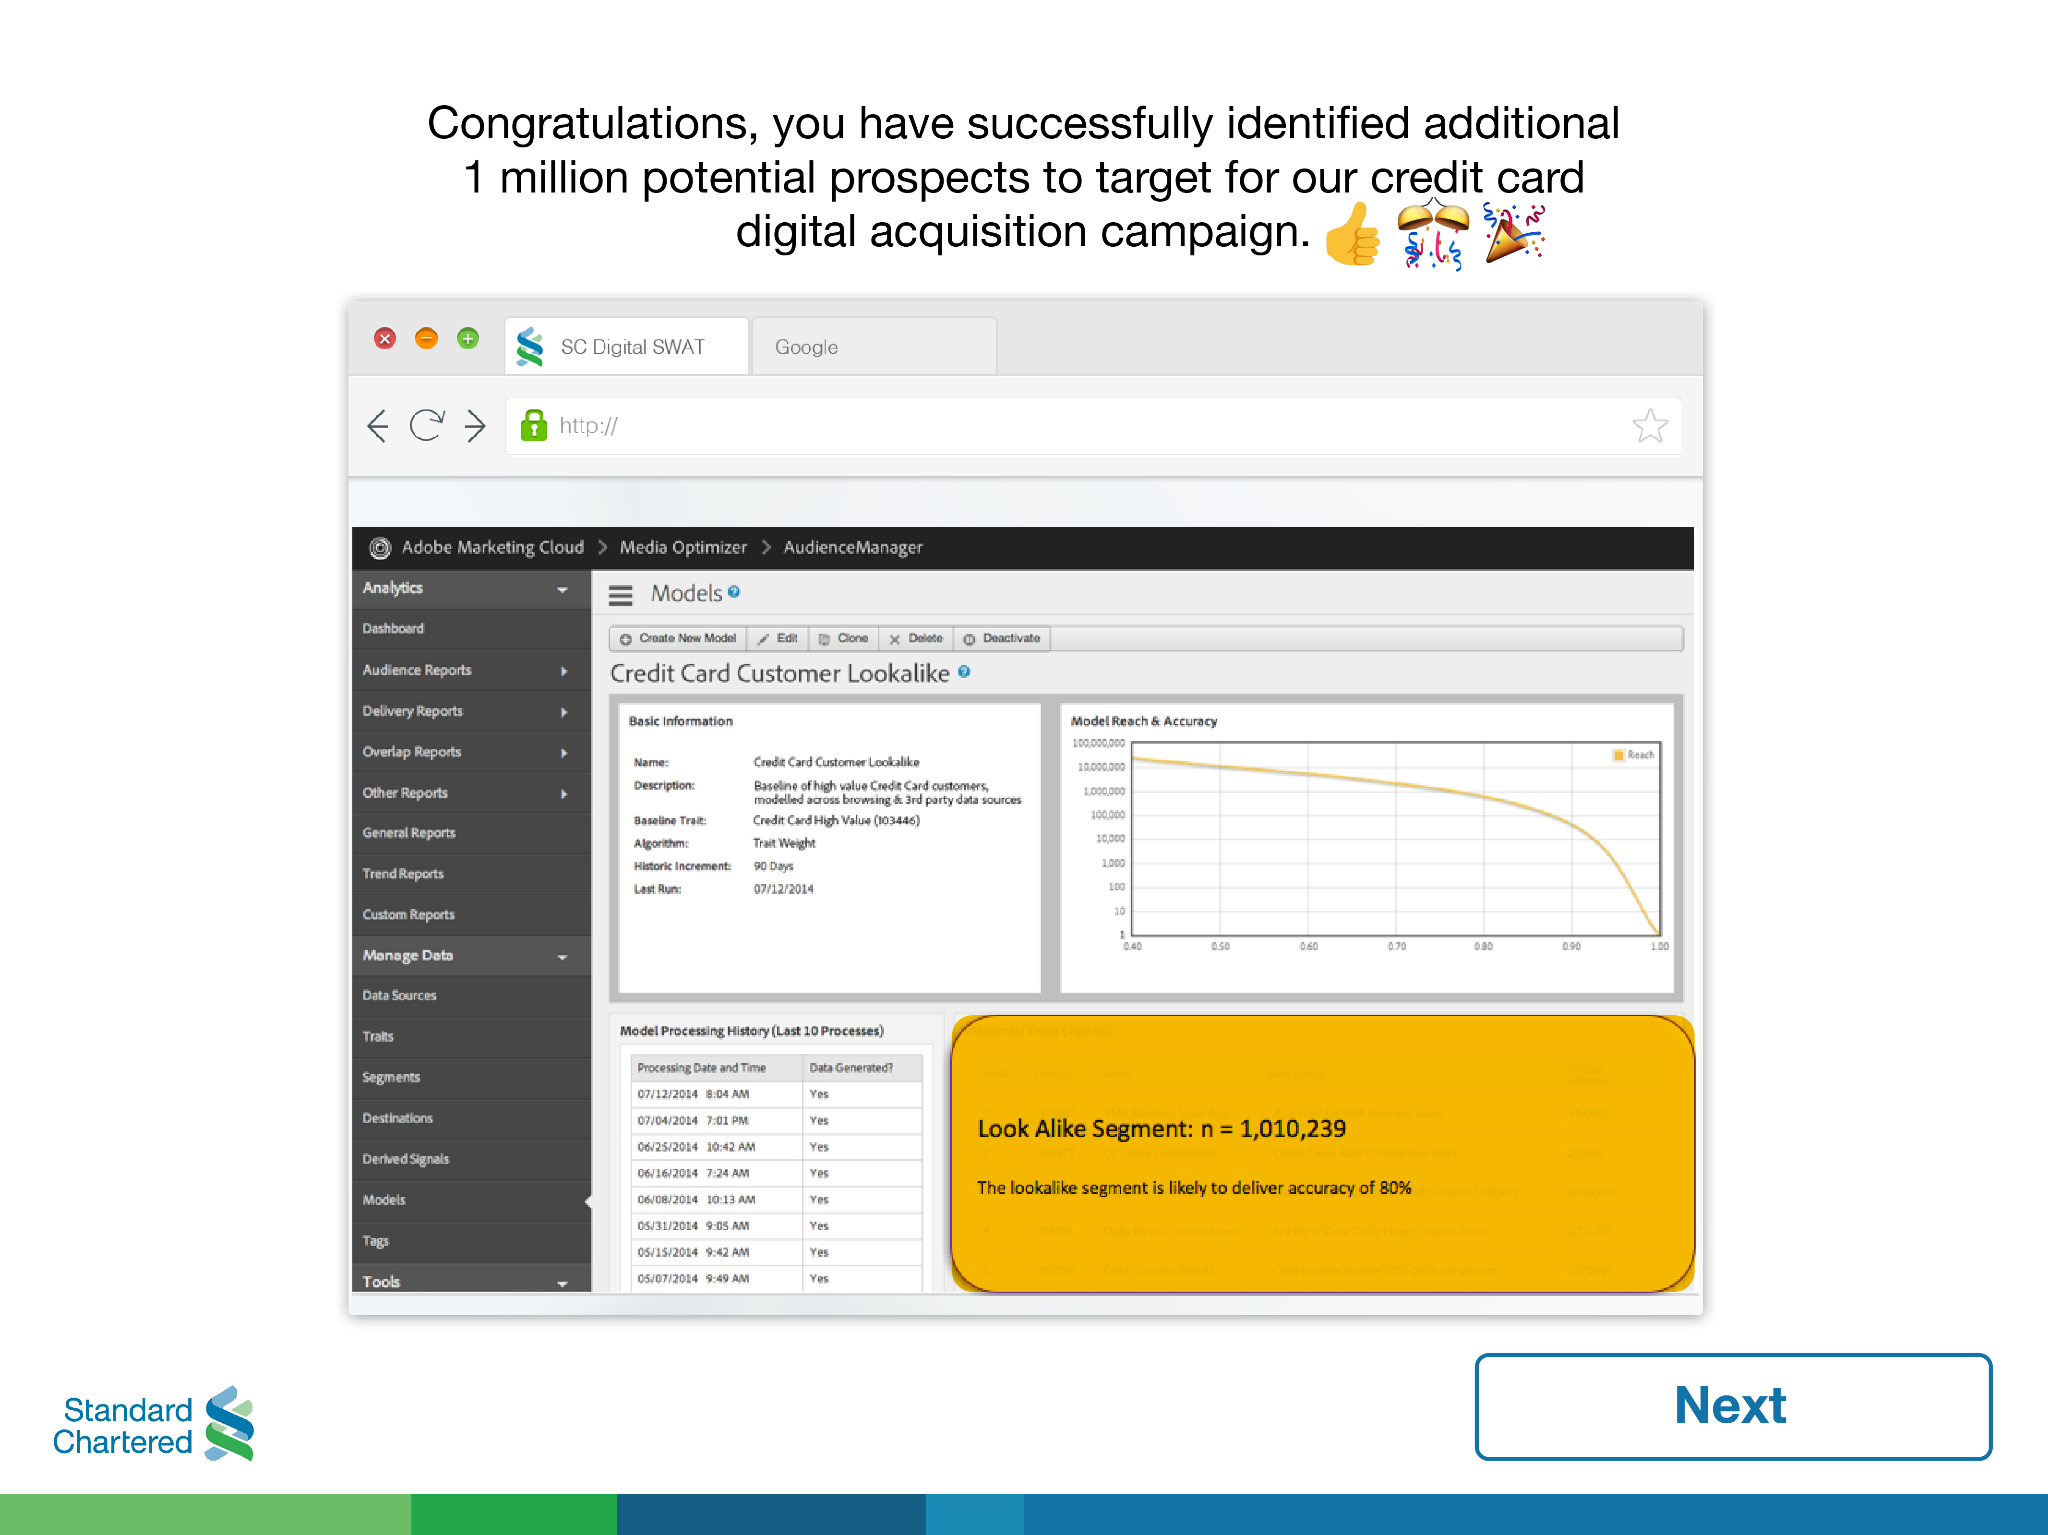 Congratulations, you have successfully identified additional
1 million potential prospects to target for our credit card
digital acquisition campaign. 👍 🎊 🎉
SC Digital SWAT
Google
http://
Adobe Marketing Cloud > Media Optimizer > AudienceManager
Analytics
Dashboard
Audience Reports
Delivery Reports
Overlap Reports
Other Reports
General Reports
Trend Reports
Custom Reports
Manage Data
Data Sources
Traits
Segments
Destinations
Derived Signals
Models
Tags
Tools
Models
Create New Model Edit Clone Delete Deactivate
Credit Card Customer Lookalike
Basic Information
Name: Credit Card Customer Lookalike
Description: Baseline of high value Credit Card customers,
modelled across browsing & 3rd party data sources
Baseline Trait: Credit Card High Value (103446)
Algorithm: Trait Weight
Historic Increment: 90 Days
Last Run: 07/12/2014
Model Reach & Accuracy
Reach
100,000,000
10,000,000
1,000,000
100,000
10,000
1,000
100
10
1
0.40 0.50 0.60 0.70 0.80 0.90 1.00
Model Processing History (Last 10 Processes)
Processing Date and Time Data Generated?
07/12/2014 8:04 AM Yes
07/04/2014 7:01 PM Yes
06/25/2014 10:42 AM Yes
06/16/2014 7:24 AM Yes
06/08/2014 10:13 AM Yes
05/31/2014 9:05 AM Yes
05/15/2014 9:42 AM Yes
05/07/2014 9:49 AM Yes
Look Alike Segment: n = 1,010,239
The lookalike segment is likely to deliver accuracy of 80%
Standard
Chartered
Next